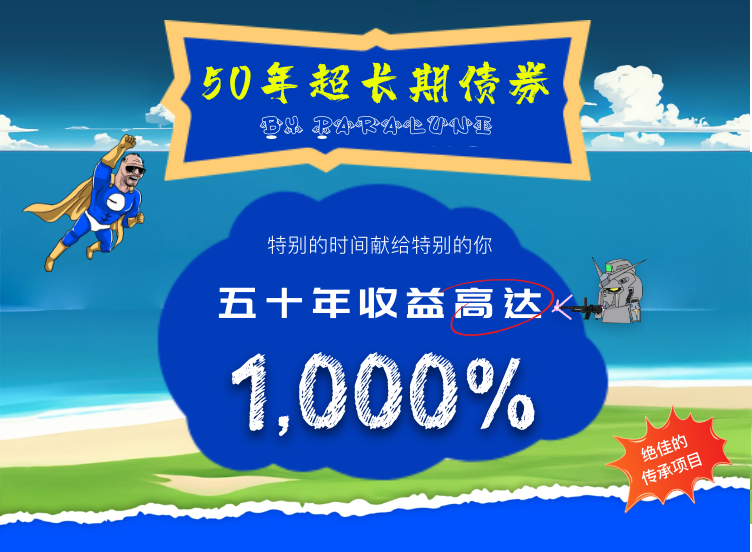 50年超长期债券
BY PARALUNE
特别的时间献给特别的你
五十年收益高达
1,000%
绝佳的
传承项目